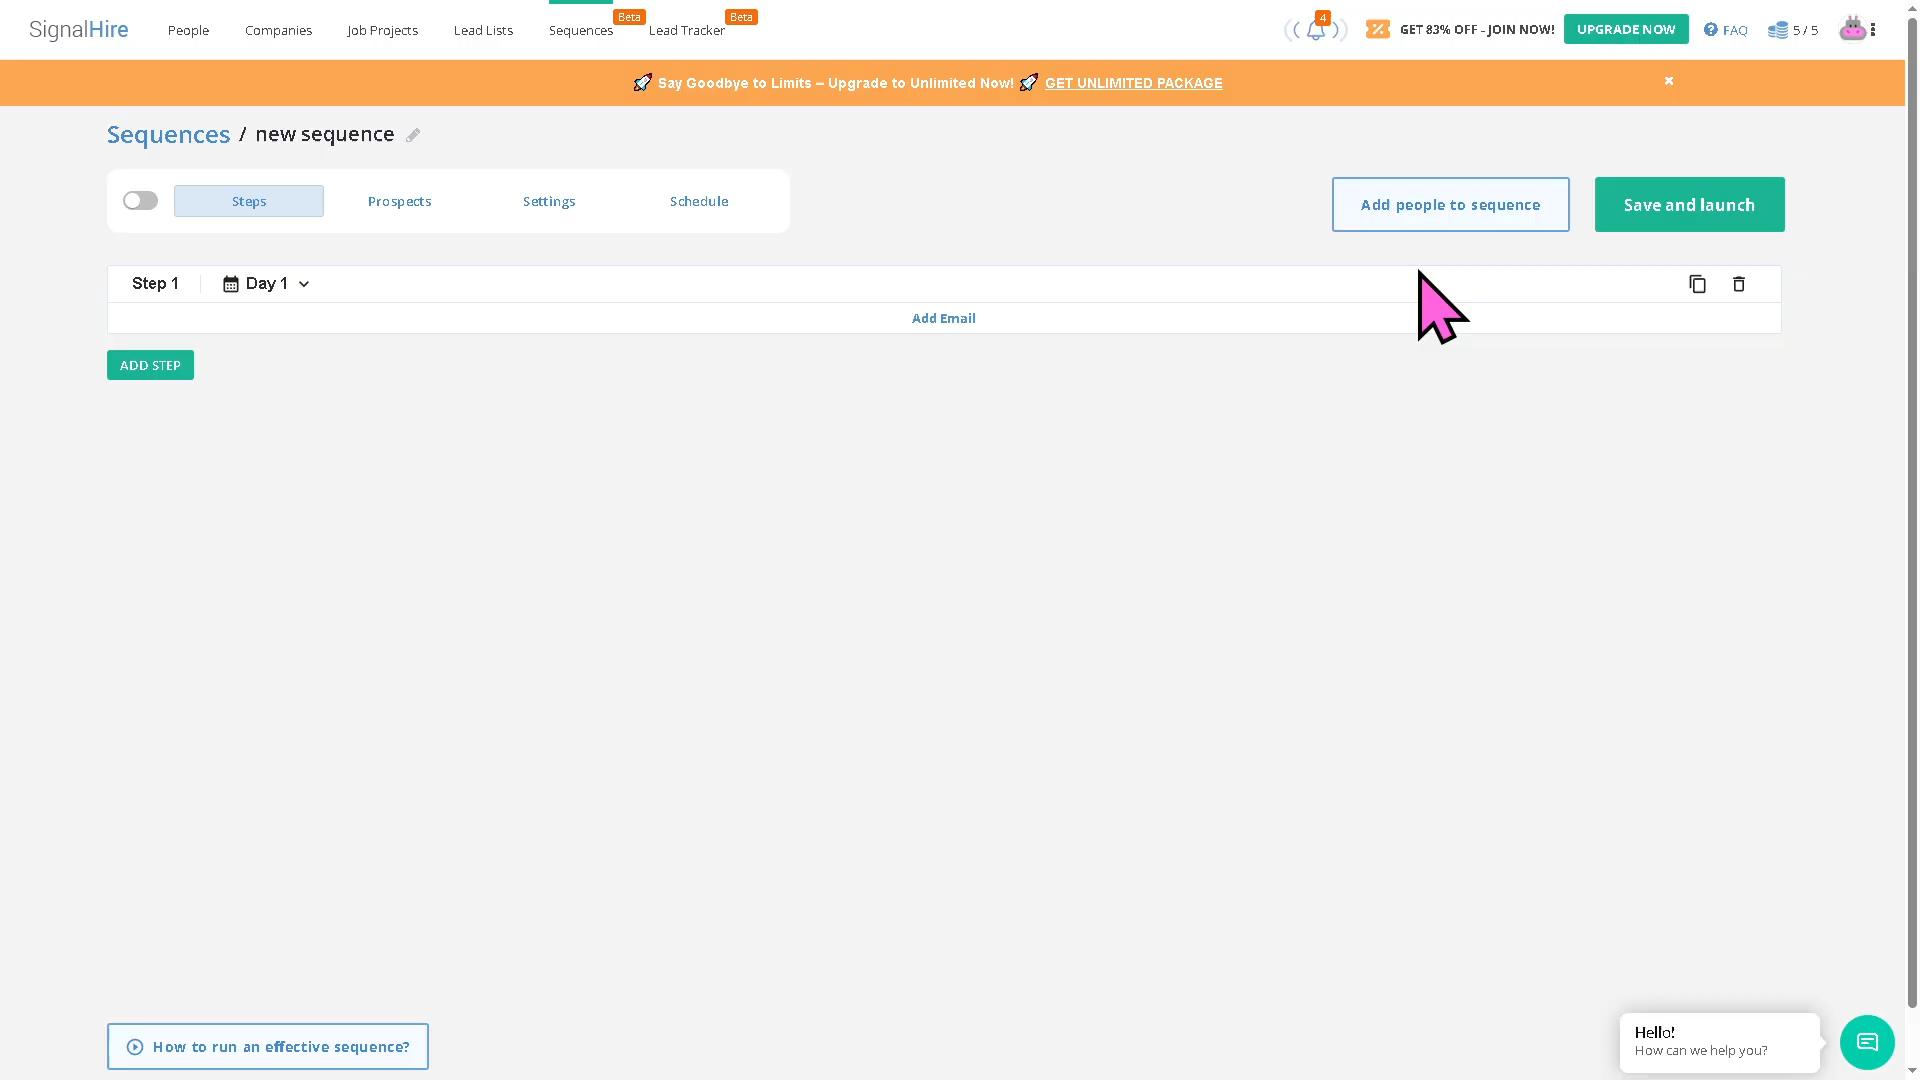 SignalHire
People
Companies
Job Projects
Lead Lists
Sequences
Beta
Lead Tracker
Beta
4
GET 83% OFF - JOIN NOW!
UPGRADE NOW
FAQ
5 / 5
Say Goodbye to Limits – Upgrade to Unlimited Now! GET UNLIMITED PACKAGE
Sequences / new sequence
Steps
Prospects
Settings
Schedule
Add people to sequence
Save and launch
Step 1
Day 1
Add Email
ADD STEP
How to run an effective sequence?
Hello!
How can we help you?